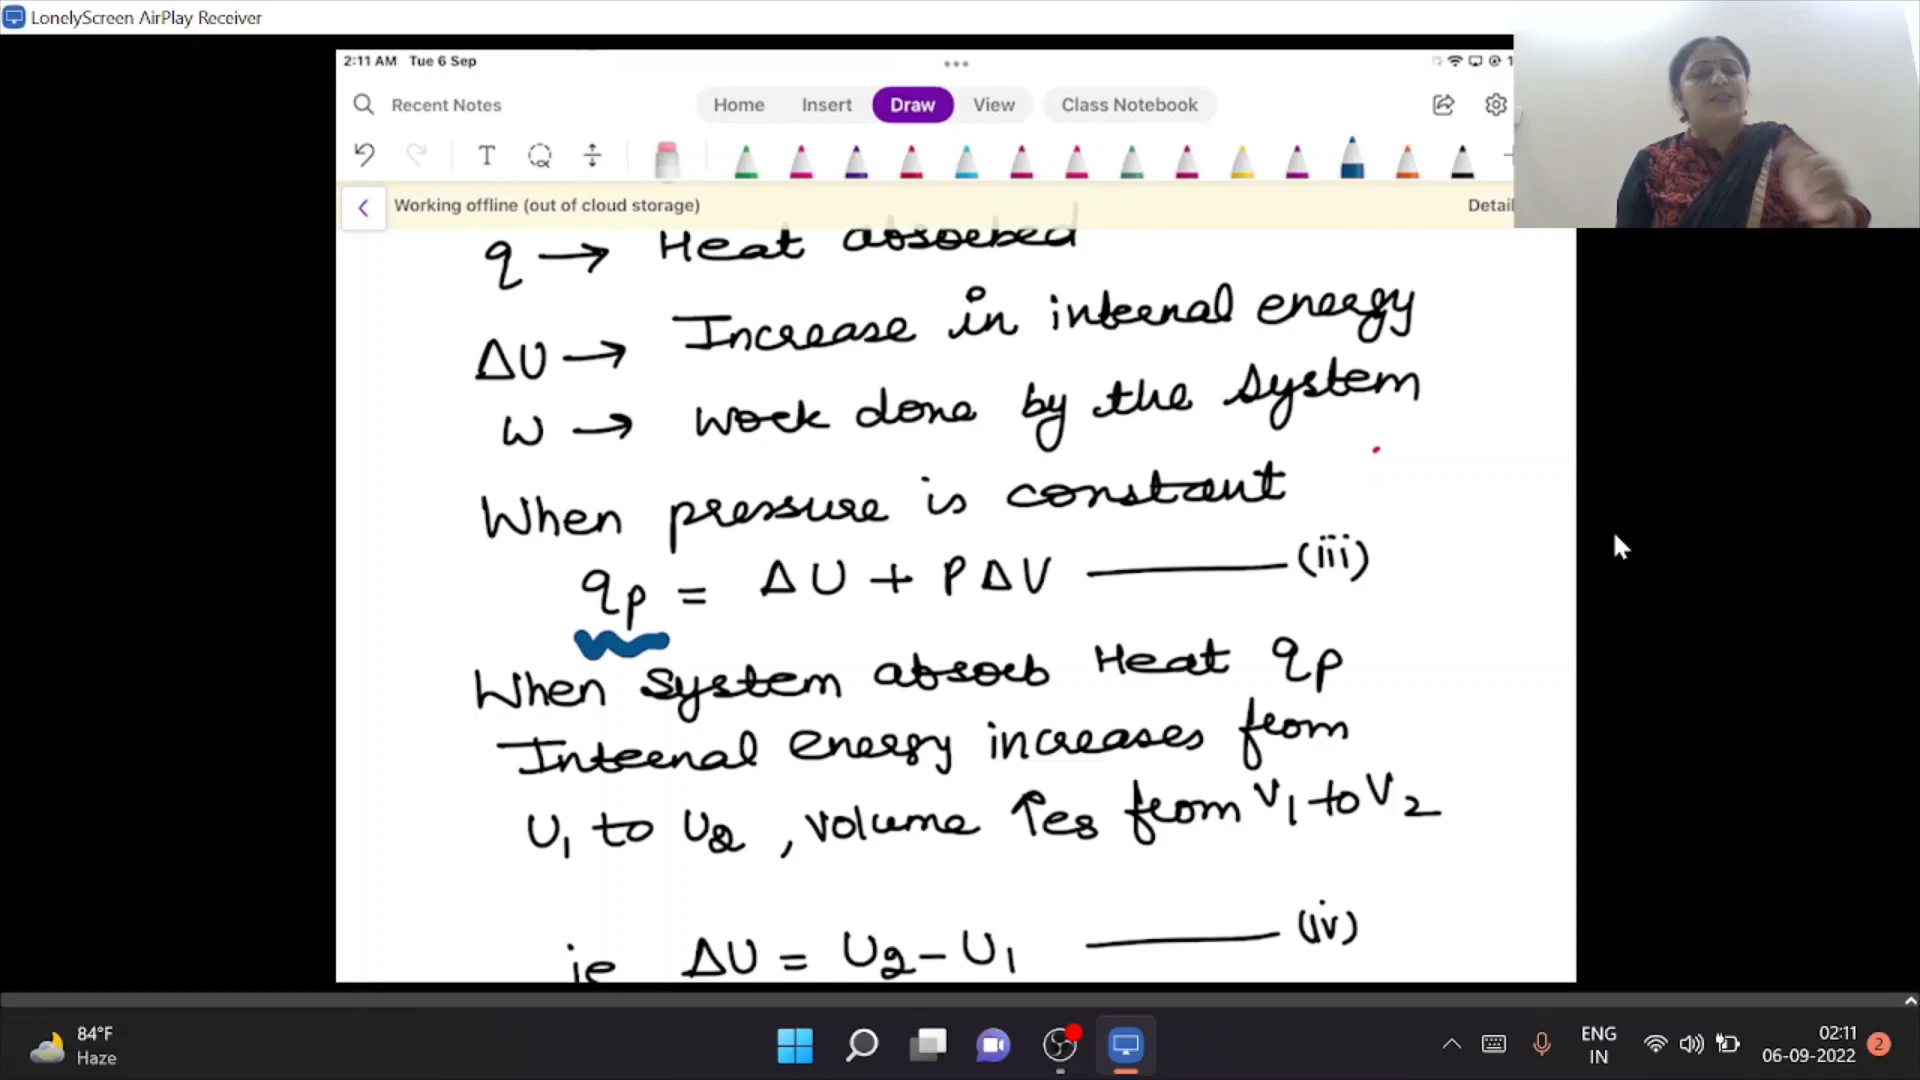 LonelyScreen AirPlay Receiver
2:11 AM Tue 6 Sep
Recent Notes
Home Insert Draw View Class Notebook
Working offline (out of cloud storage)
Detail
q → Heat absorbed
ΔU → Increase in internal energy
w → work done by the system
When pressure is constant
qp = ΔU + PΔV ——— (iii)
When system absorb Heat qp
Internal energy increases from
U1 to U2 , volume ↑es from V1 to V2
ie ΔU = U2 − U1 ——— (iv)
84°F
Haze
ENG
IN
02:11
06-09-2022
2